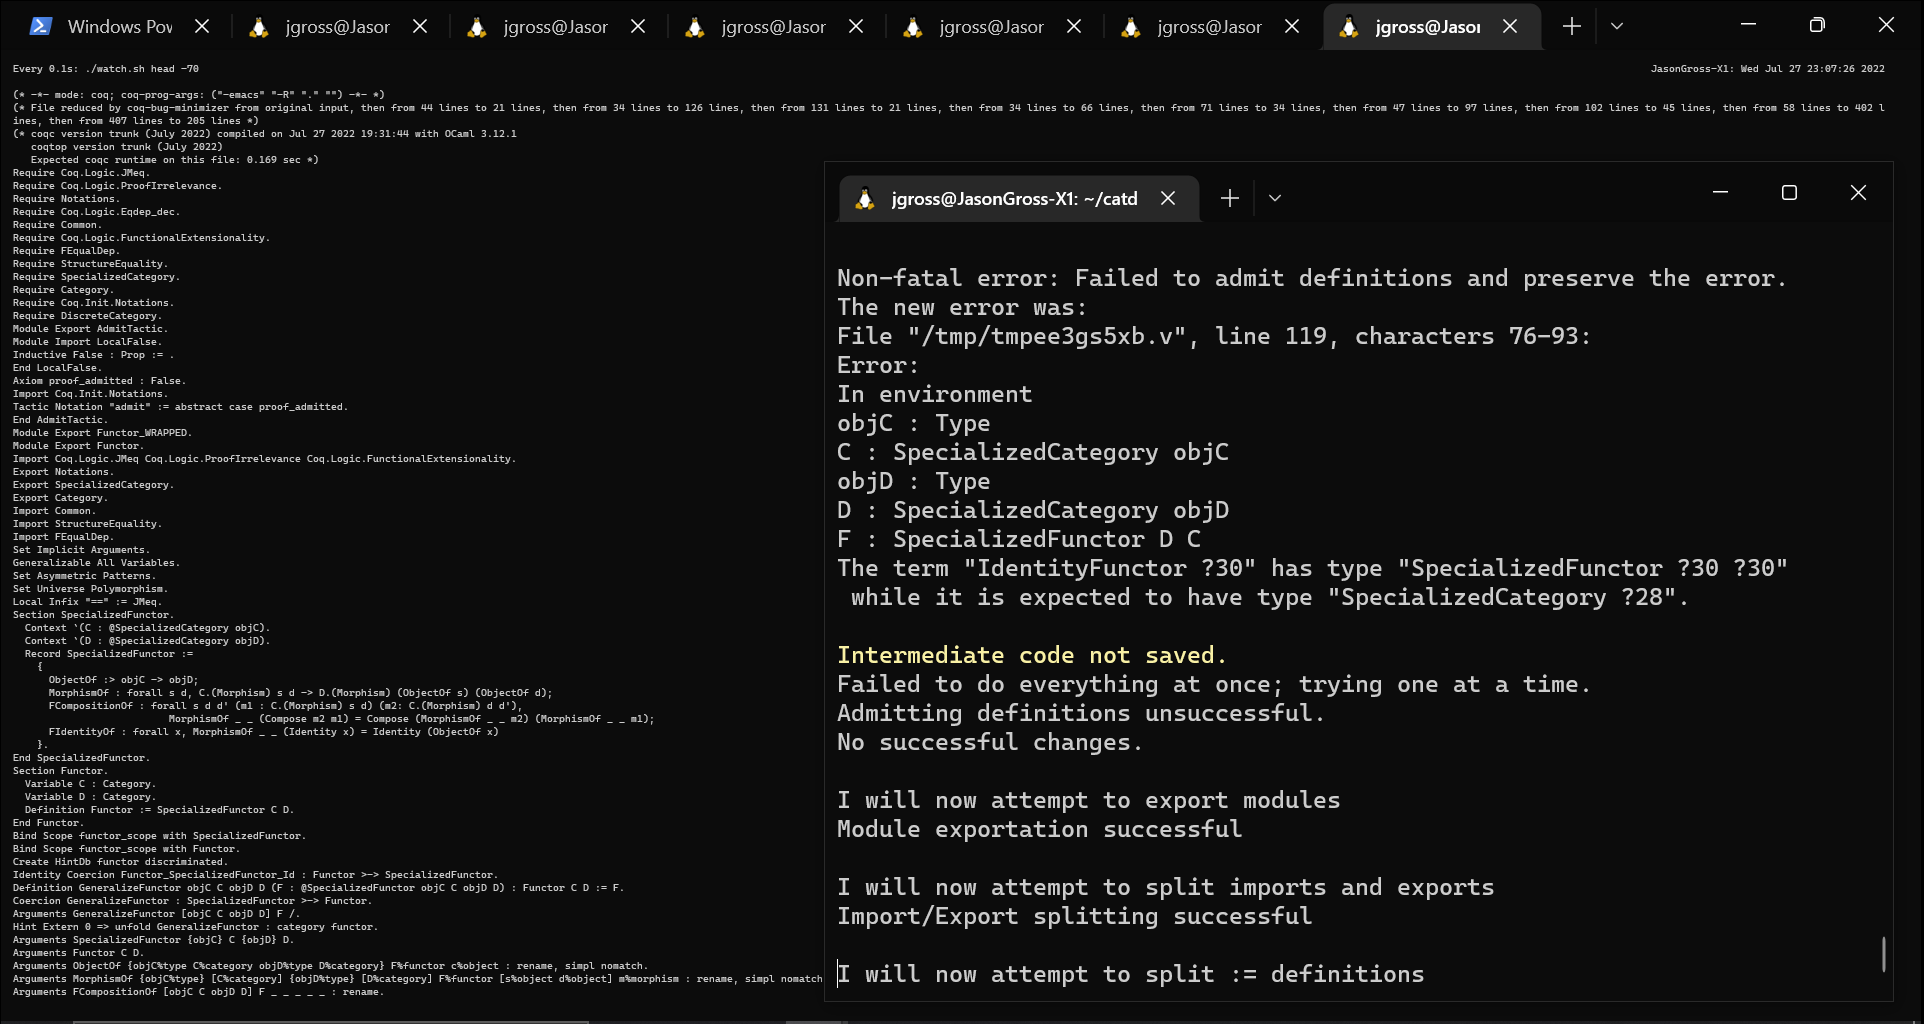 Windows Pow
jgross@Jasor
jgross@Jasor
jgross@Jasor
jgross@Jasor
jgross@Jasor
jgross@Jasor
Every 0.1s: ./watch.sh head -70
JasonGross-X1: Wed Jul 27 23:07:26 2022
(* -*- mode: coq; coq-prog-args: ("-emacs" "-R" "." "") -*- *)
(* File reduced by coq-bug-minimizer from original input, then from 44 lines to 21 lines, then from 34 lines to 126 lines, then from 131 lines to 21 lines, then from 34 lines to 66 lines, then from 71 lines to 34 lines, then from 47 lines to 97 lines, then from 102 lines to 45 lines, then from 58 lines to 402 l
ines, then from 407 lines to 205 lines *)
(* coqc version trunk (July 2022) compiled on Jul 27 2022 19:31:44 with OCaml 3.12.1
   coqtop version trunk (July 2022)
   Expected coqc runtime on this file: 0.169 sec *)
Require Coq.Logic.JMeq.
Require Coq.Logic.ProofIrrelevance.
Require Notations.
Require Coq.Logic.Eqdep_dec.
Require Common.
Require Coq.Logic.FunctionalExtensionality.
Require FEqualDep.
Require StructureEquality.
Require SpecializedCategory.
Require Category.
Require Coq.Init.Notations.
Require DiscreteCategory.
Module Export AdmitTactic.
Module Import LocalFalse.
Inductive False : Prop := .
End LocalFalse.
Axiom proof_admitted : False.
Import Coq.Init.Notations.
Tactic Notation "admit" := abstract case proof_admitted.
End AdmitTactic.
Module Export Functor_WRAPPED.
Module Export Functor.
Import Coq.Logic.JMeq Coq.Logic.ProofIrrelevance Coq.Logic.FunctionalExtensionality.
Export Notations.
Export SpecializedCategory.
Export Category.
Import Common.
Import StructureEquality.
Import FEqualDep.
Set Implicit Arguments.
Generalizable All Variables.
Set Asymmetric Patterns.
Set Universe Polymorphism.
Local Infix "==" := JMeq.
Section SpecializedFunctor.
  Context `(C : @SpecializedCategory objC).
  Context `(D : @SpecializedCategory objD).
  Record SpecializedFunctor :=
    {
      ObjectOf :> objC -> objD;
      MorphismOf : forall s d, C.(Morphism) s d -> D.(Morphism) (ObjectOf s) (ObjectOf d);
      FCompositionOf : forall s d d' (m1 : C.(Morphism) s d) (m2: C.(Morphism) d d'),
                          MorphismOf _ _ (Compose m2 m1) = Compose (MorphismOf _ _ m2) (MorphismOf _ _ m1);
      FIdentityOf : forall x, MorphismOf _ _ (Identity x) = Identity (ObjectOf x)
    }.
End SpecializedFunctor.
Section Functor.
  Variable C : Category.
  Variable D : Category.
  Definition Functor := SpecializedFunctor C D.
End Functor.
Bind Scope functor_scope with SpecializedFunctor.
Bind Scope functor_scope with Functor.
Create HintDb functor discriminated.
Identity Coercion Functor_SpecializedFunctor_Id : Functor >-> SpecializedFunctor.
Definition GeneralizeFunctor objC C objD D (F : @SpecializedFunctor objC C objD D) : Functor C D := F.
Coercion GeneralizeFunctor : SpecializedFunctor >-> Functor.
Arguments GeneralizeFunctor [objC C objD D] F /.
Hint Extern 0 => unfold GeneralizeFunctor : category functor.
Arguments SpecializedFunctor {objC} C {objD} D.
Arguments Functor C D.
Arguments ObjectOf {objC%type C%category objD%type D%category} F%functor c%object : rename, simpl nomatch.
Arguments MorphismOf {objC%type} [C%category] {objD%type} [D%category] F%functor [s%object d%object] m%morphism : rename, simpl nomatch
Arguments FCompositionOf [objC C objD D] F _ _ _ _ _ : rename.
jgross@JasonGross-X1: ~/catd
Non-fatal error: Failed to admit definitions and preserve the error.
The new error was:
File "/tmp/tmpee3gs5xb.v", line 119, characters 76-93:
Error:
In environment
objC : Type
C : SpecializedCategory objC
objD : Type
D : SpecializedCategory objD
F : SpecializedFunctor D C
The term "IdentityFunctor ?30" has type "SpecializedFunctor ?30 ?30"
 while it is expected to have type "SpecializedCategory ?28".
Intermediate code not saved.
Failed to do everything at once; trying one at a time.
Admitting definitions unsuccessful.
No successful changes.
I will now attempt to export modules
Module exportation successful
I will now attempt to split imports and exports
Import/Export splitting successful
I will now attempt to split := definitions